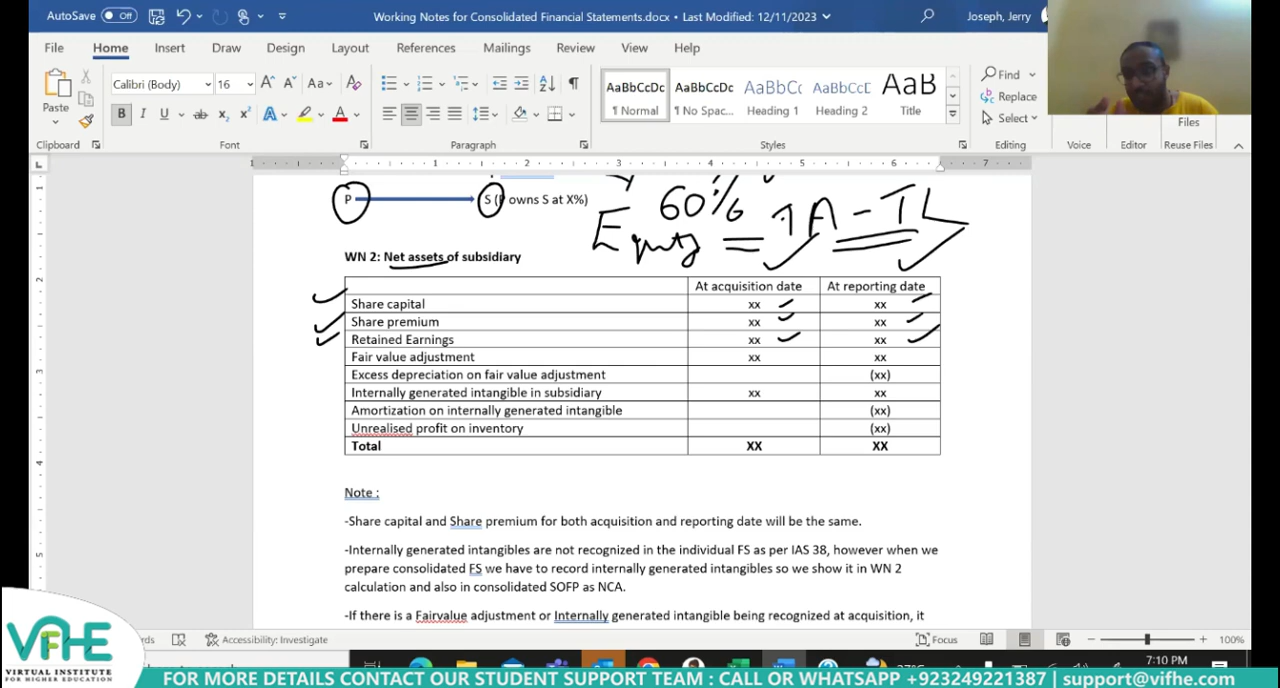 AutoSave Off
Working Notes for Consolidated Financial Statements.docx • Last Modified: 12/11/2023
Joseph, Jerry
File Home Insert Draw Design Layout References Mailings Review View Help
Paste
Clipboard
Calibri (Body) 16
Font
Paragraph
AaBbCcDc AaBbCcDc AaBbCc AaBbCcC AaB
¶ Normal ¶ No Spac... Heading 1 Heading 2 Title
Styles
Find
Replace
Select
Editing
Voice
Editor
Files
Reuse Files
P S (P owns S at X%)
60%
Equity = TA - TL
WN 2: Net assets of subsidiary
At acquisition date At reporting date
Share capital xx xx
Share premium xx xx
Retained Earnings xx xx
Fair value adjustment xx xx
Excess depreciation on fair value adjustment (xx)
Internally generated intangible in subsidiary xx xx
Amortization on internally generated intangible (xx)
Unrealised profit on inventory (xx)
Total XX XX
Note :
-Share capital and Share premium for both acquisition and reporting date will be the same.
-Internally generated intangibles are not recognized in the individual FS as per IAS 38, however when we
prepare consolidated FS we have to record internally generated intangibles so we show it in WN 2
calculation and also in consolidated SOFP as NCA.
-If there is a Fairvalue adjustment or Internally generated intangible being recognized at acquisition, it
Accessibility: Investigate
Focus
100%
7:10 PM
VIFHE
VIRTUAL INSTITUTE
FOR HIGHER EDUCATION
FOR MORE DETAILS CONTACT OUR STUDENT SUPPORT TEAM : CALL OR WHATSAPP +923249221387 | support@vifhe.com